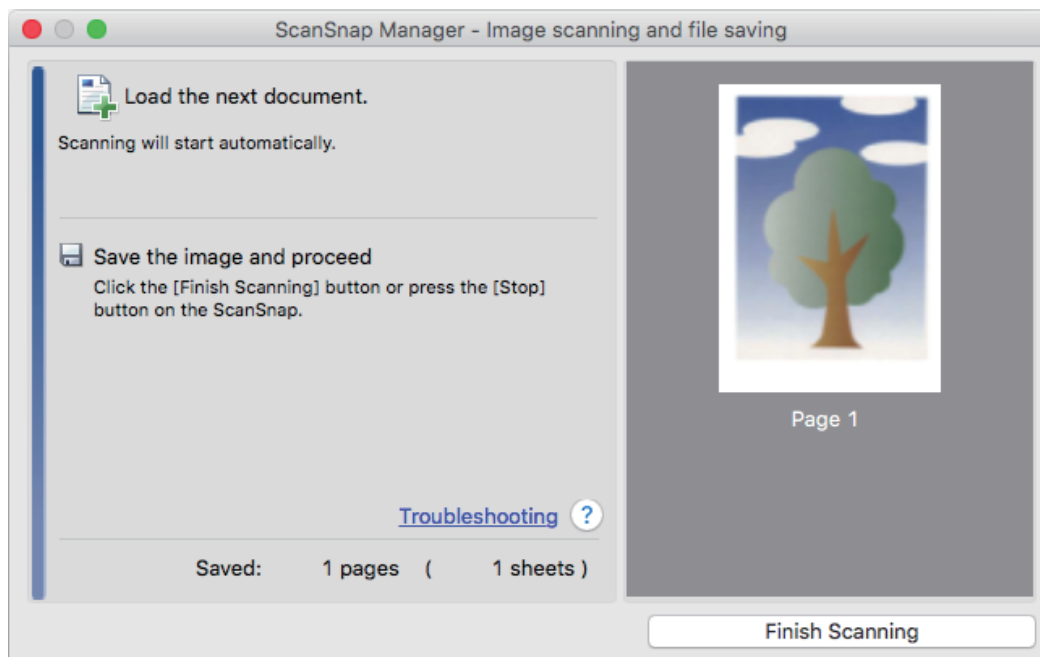 ScanSnap Manager - Image scanning and file saving
Load the next document.
Scanning will start automatically.
Save the image and proceed
Click the [Finish Scanning] button or press the [Stop]
button on the ScanSnap.
Troubleshooting ?
Saved: 1 pages ( 1 sheets )
Page 1
Finish Scanning